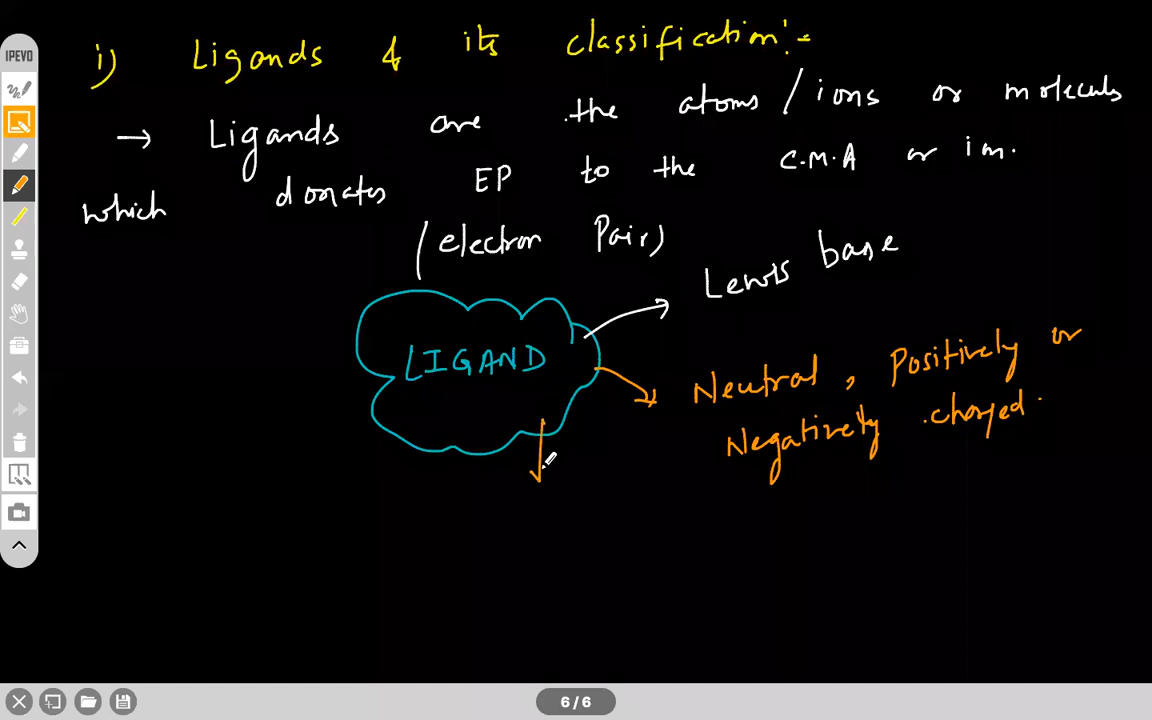 IPEVO
i) Ligands & its classification:-
→ Ligands are the atoms / ions or molecules
which donates EP to the C.M.A or im.
(electron Pair)
Lewis base
LIGAND
Neutral, Positively or
Negatively charged.
6/6